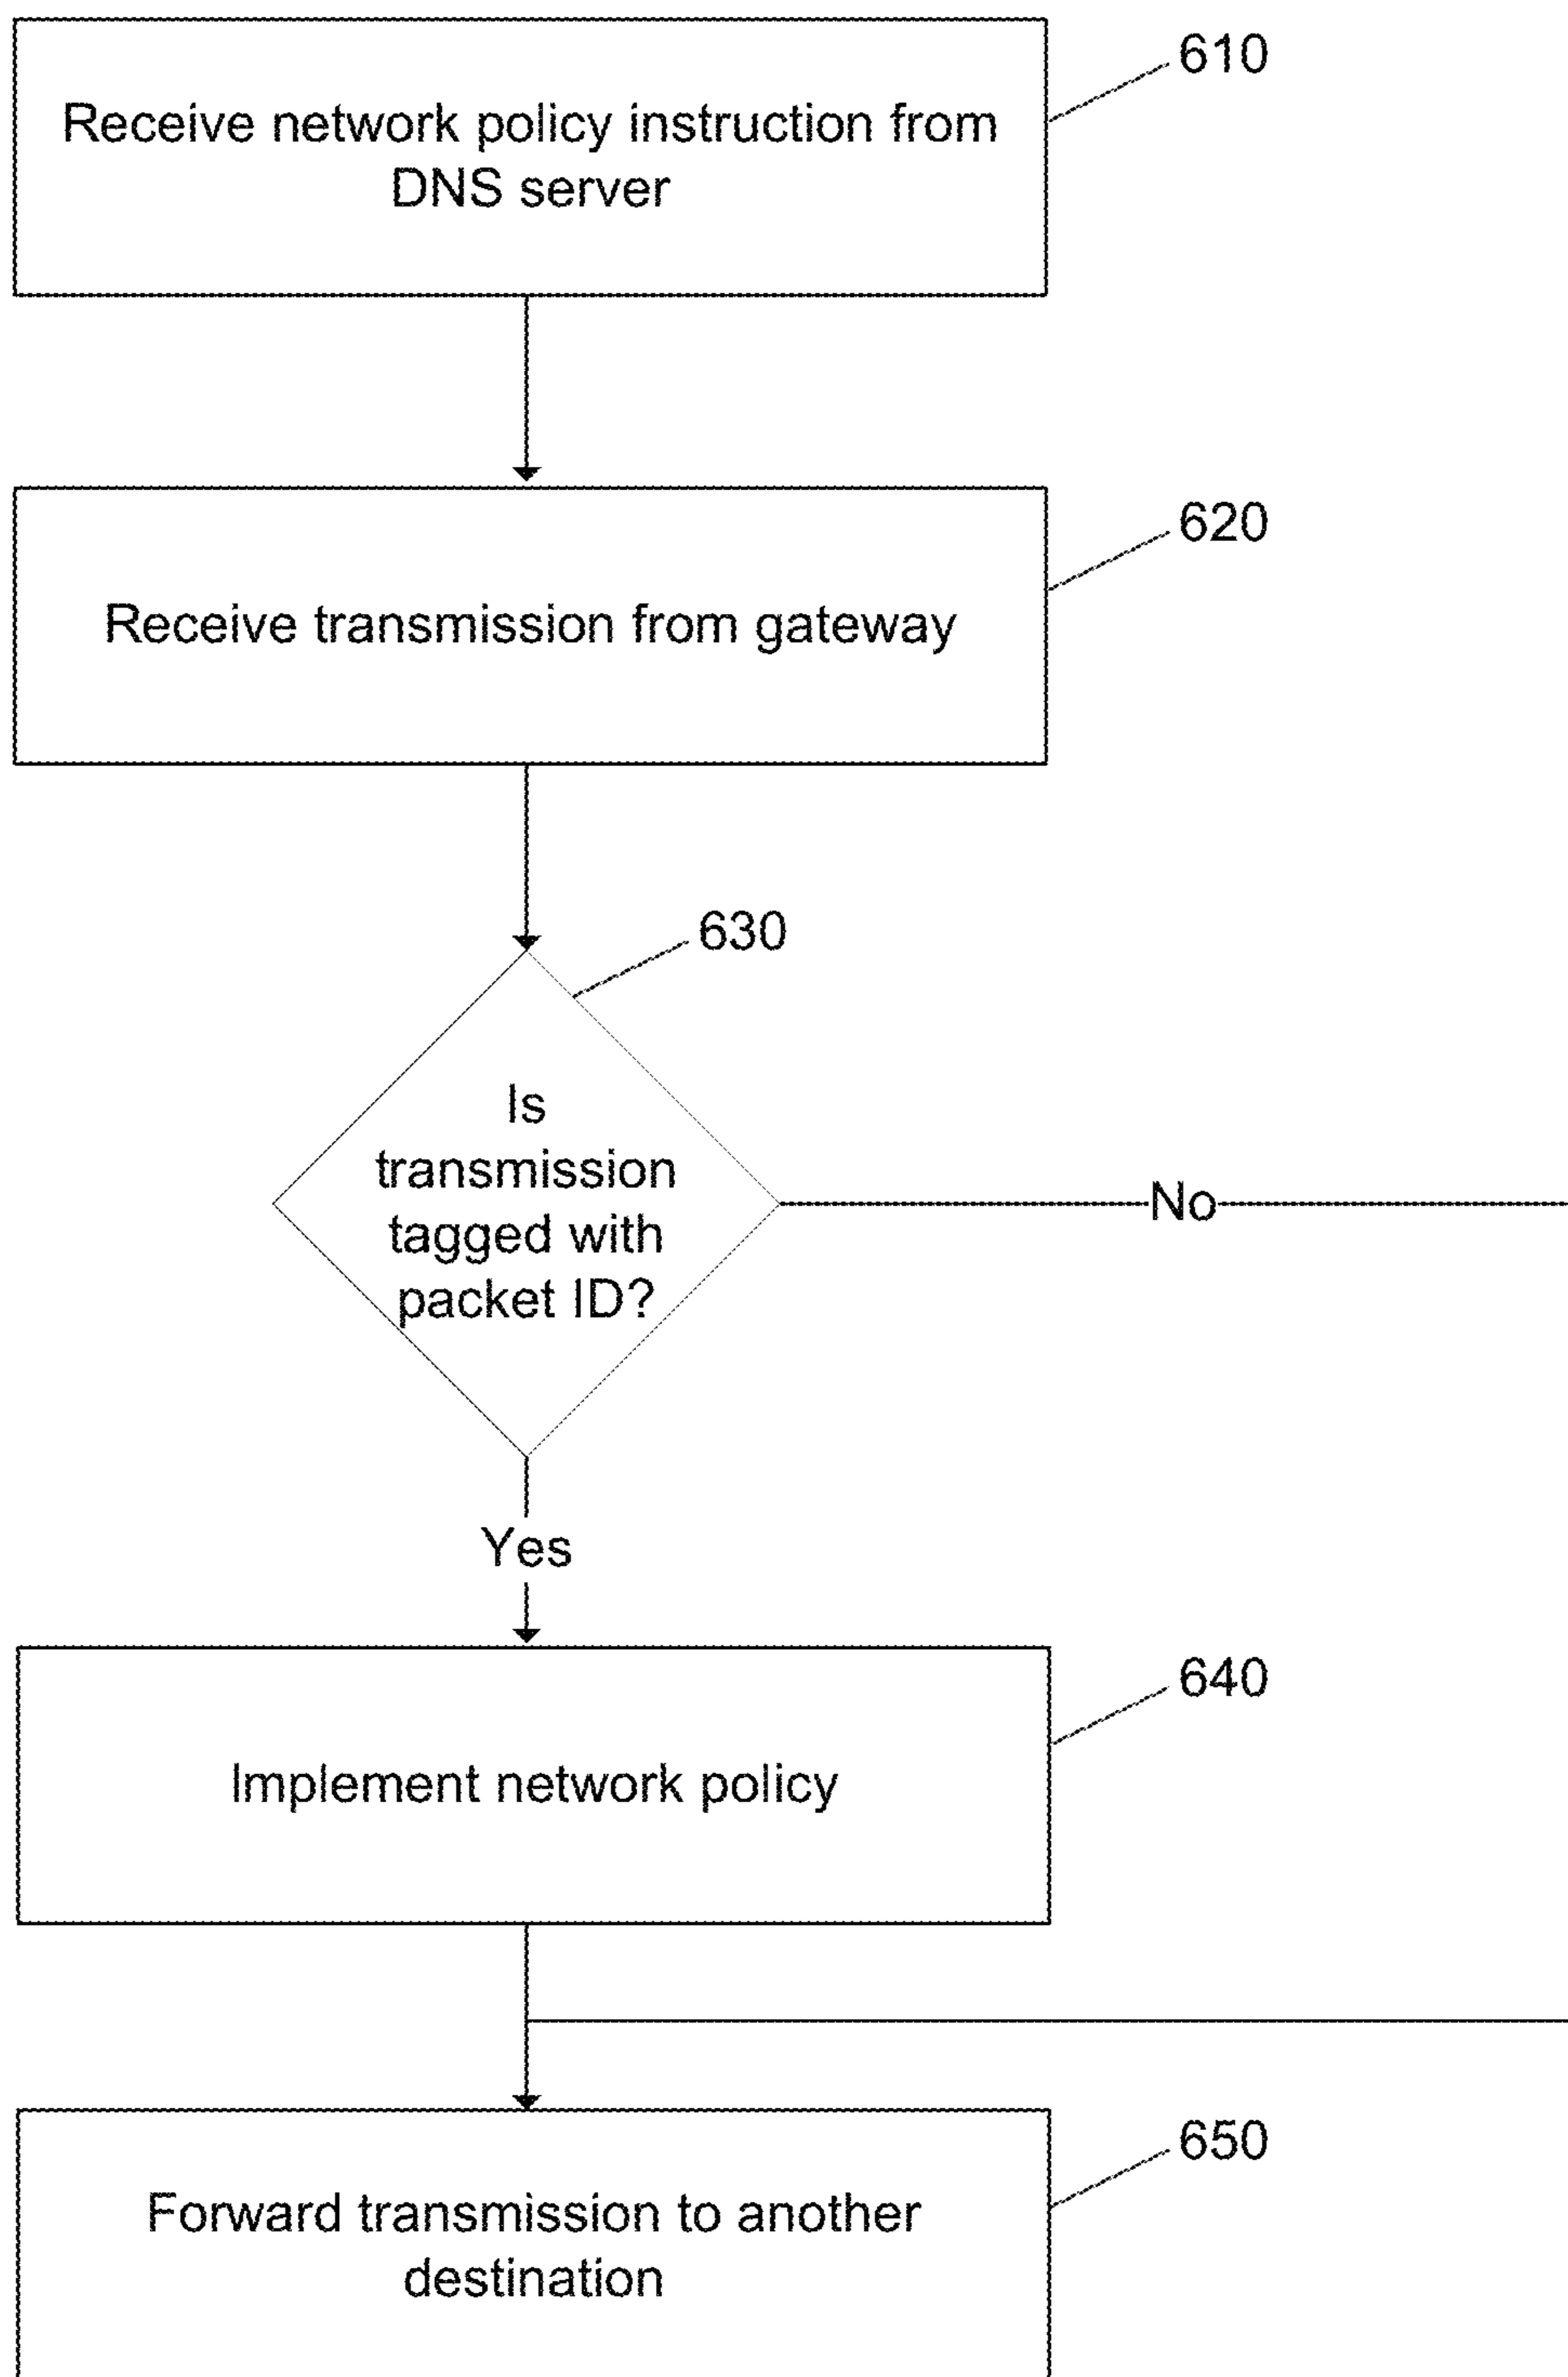 610
Receive network policy instruction from
DNS server
620
Receive transmission from gateway
630
Is
transmission
tagged with
packet ID?
No
Yes
640
Implement network policy
650
Forward transmission to another
destination